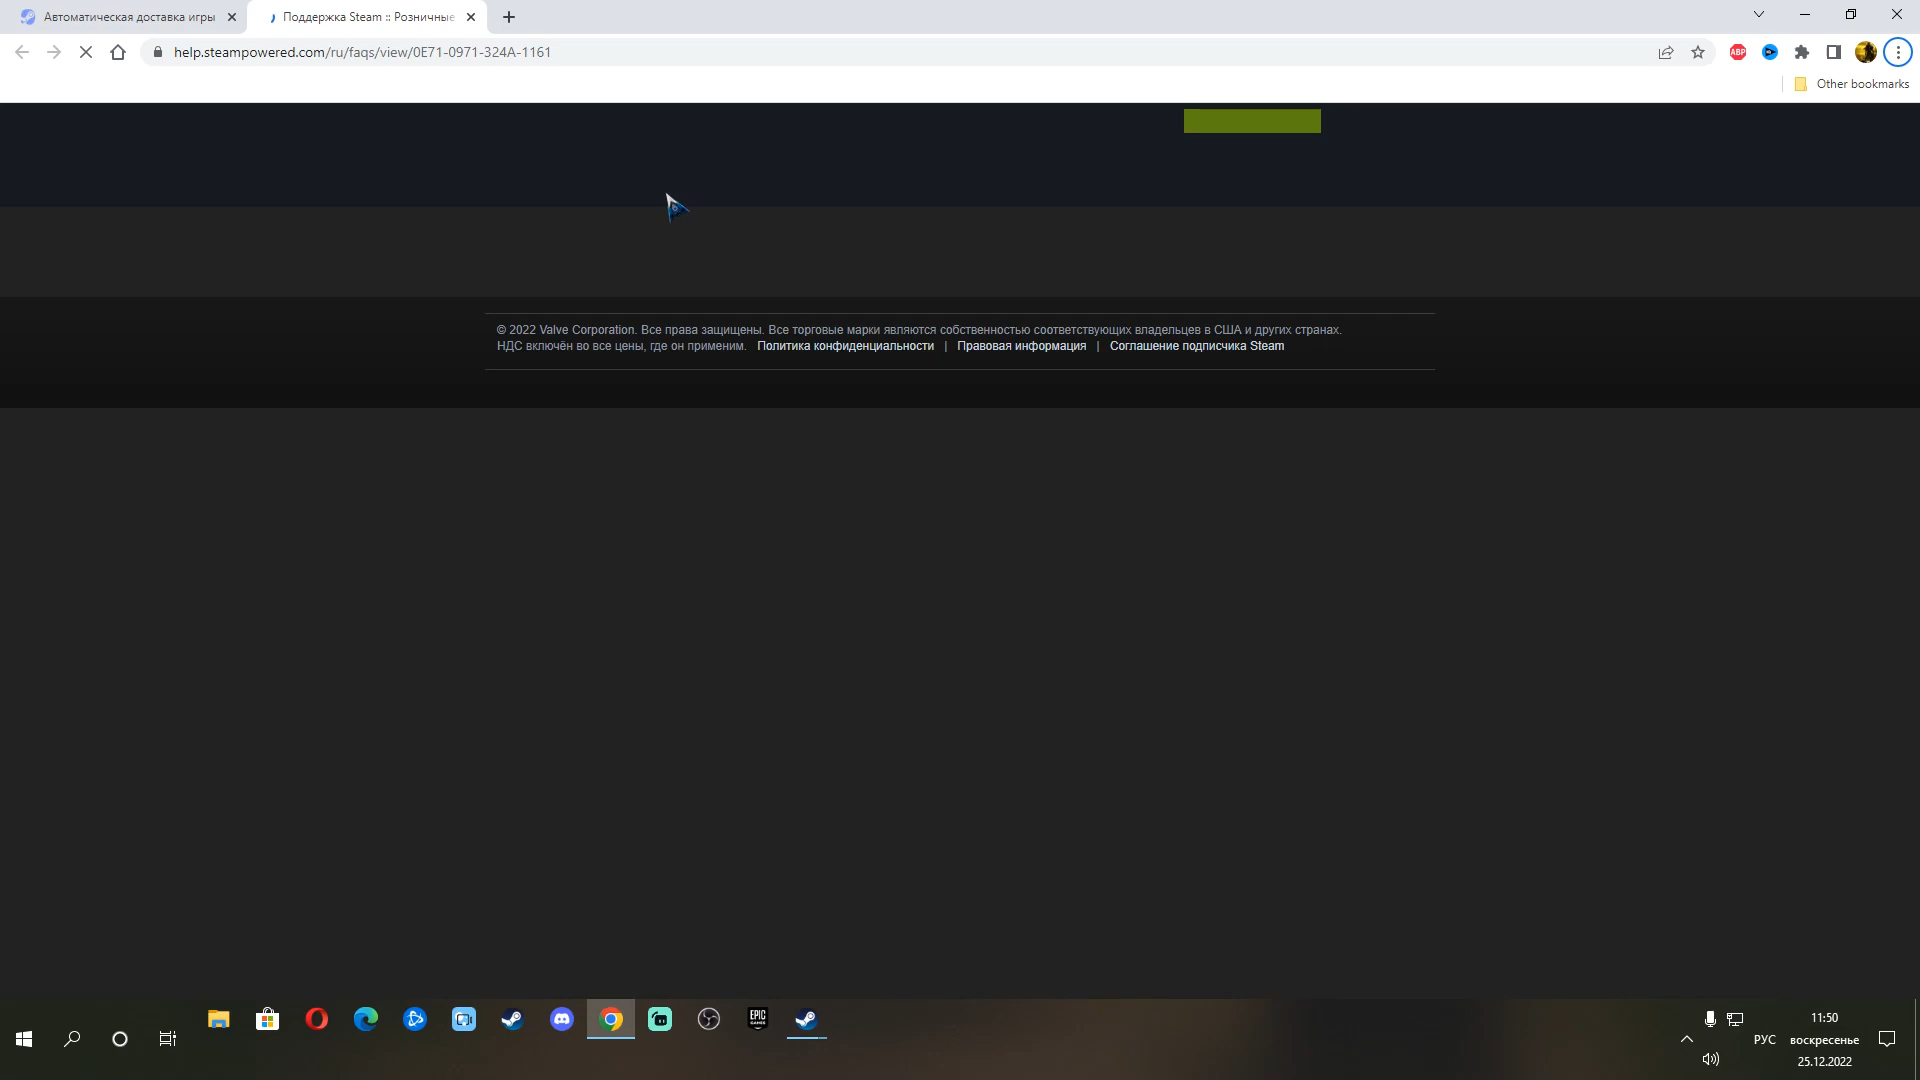 Автоматическая доставка игры
Поддержка Steam :: Розничные
help.steampowered.com/ru/faqs/view/0E71-0971-324A-1161
ABP
Other bookmarks
© 2022 Valve Corporation. Все права защищены. Все торговые марки являются собственностью соответствующих владельцев в США и других странах.
НДС включён во все цены, где он применим. Политика конфиденциальности | Правовая информация | Соглашение подписчика Steam
EPIC
GAMES
11:50
РУС воскресенье
25.12.2022